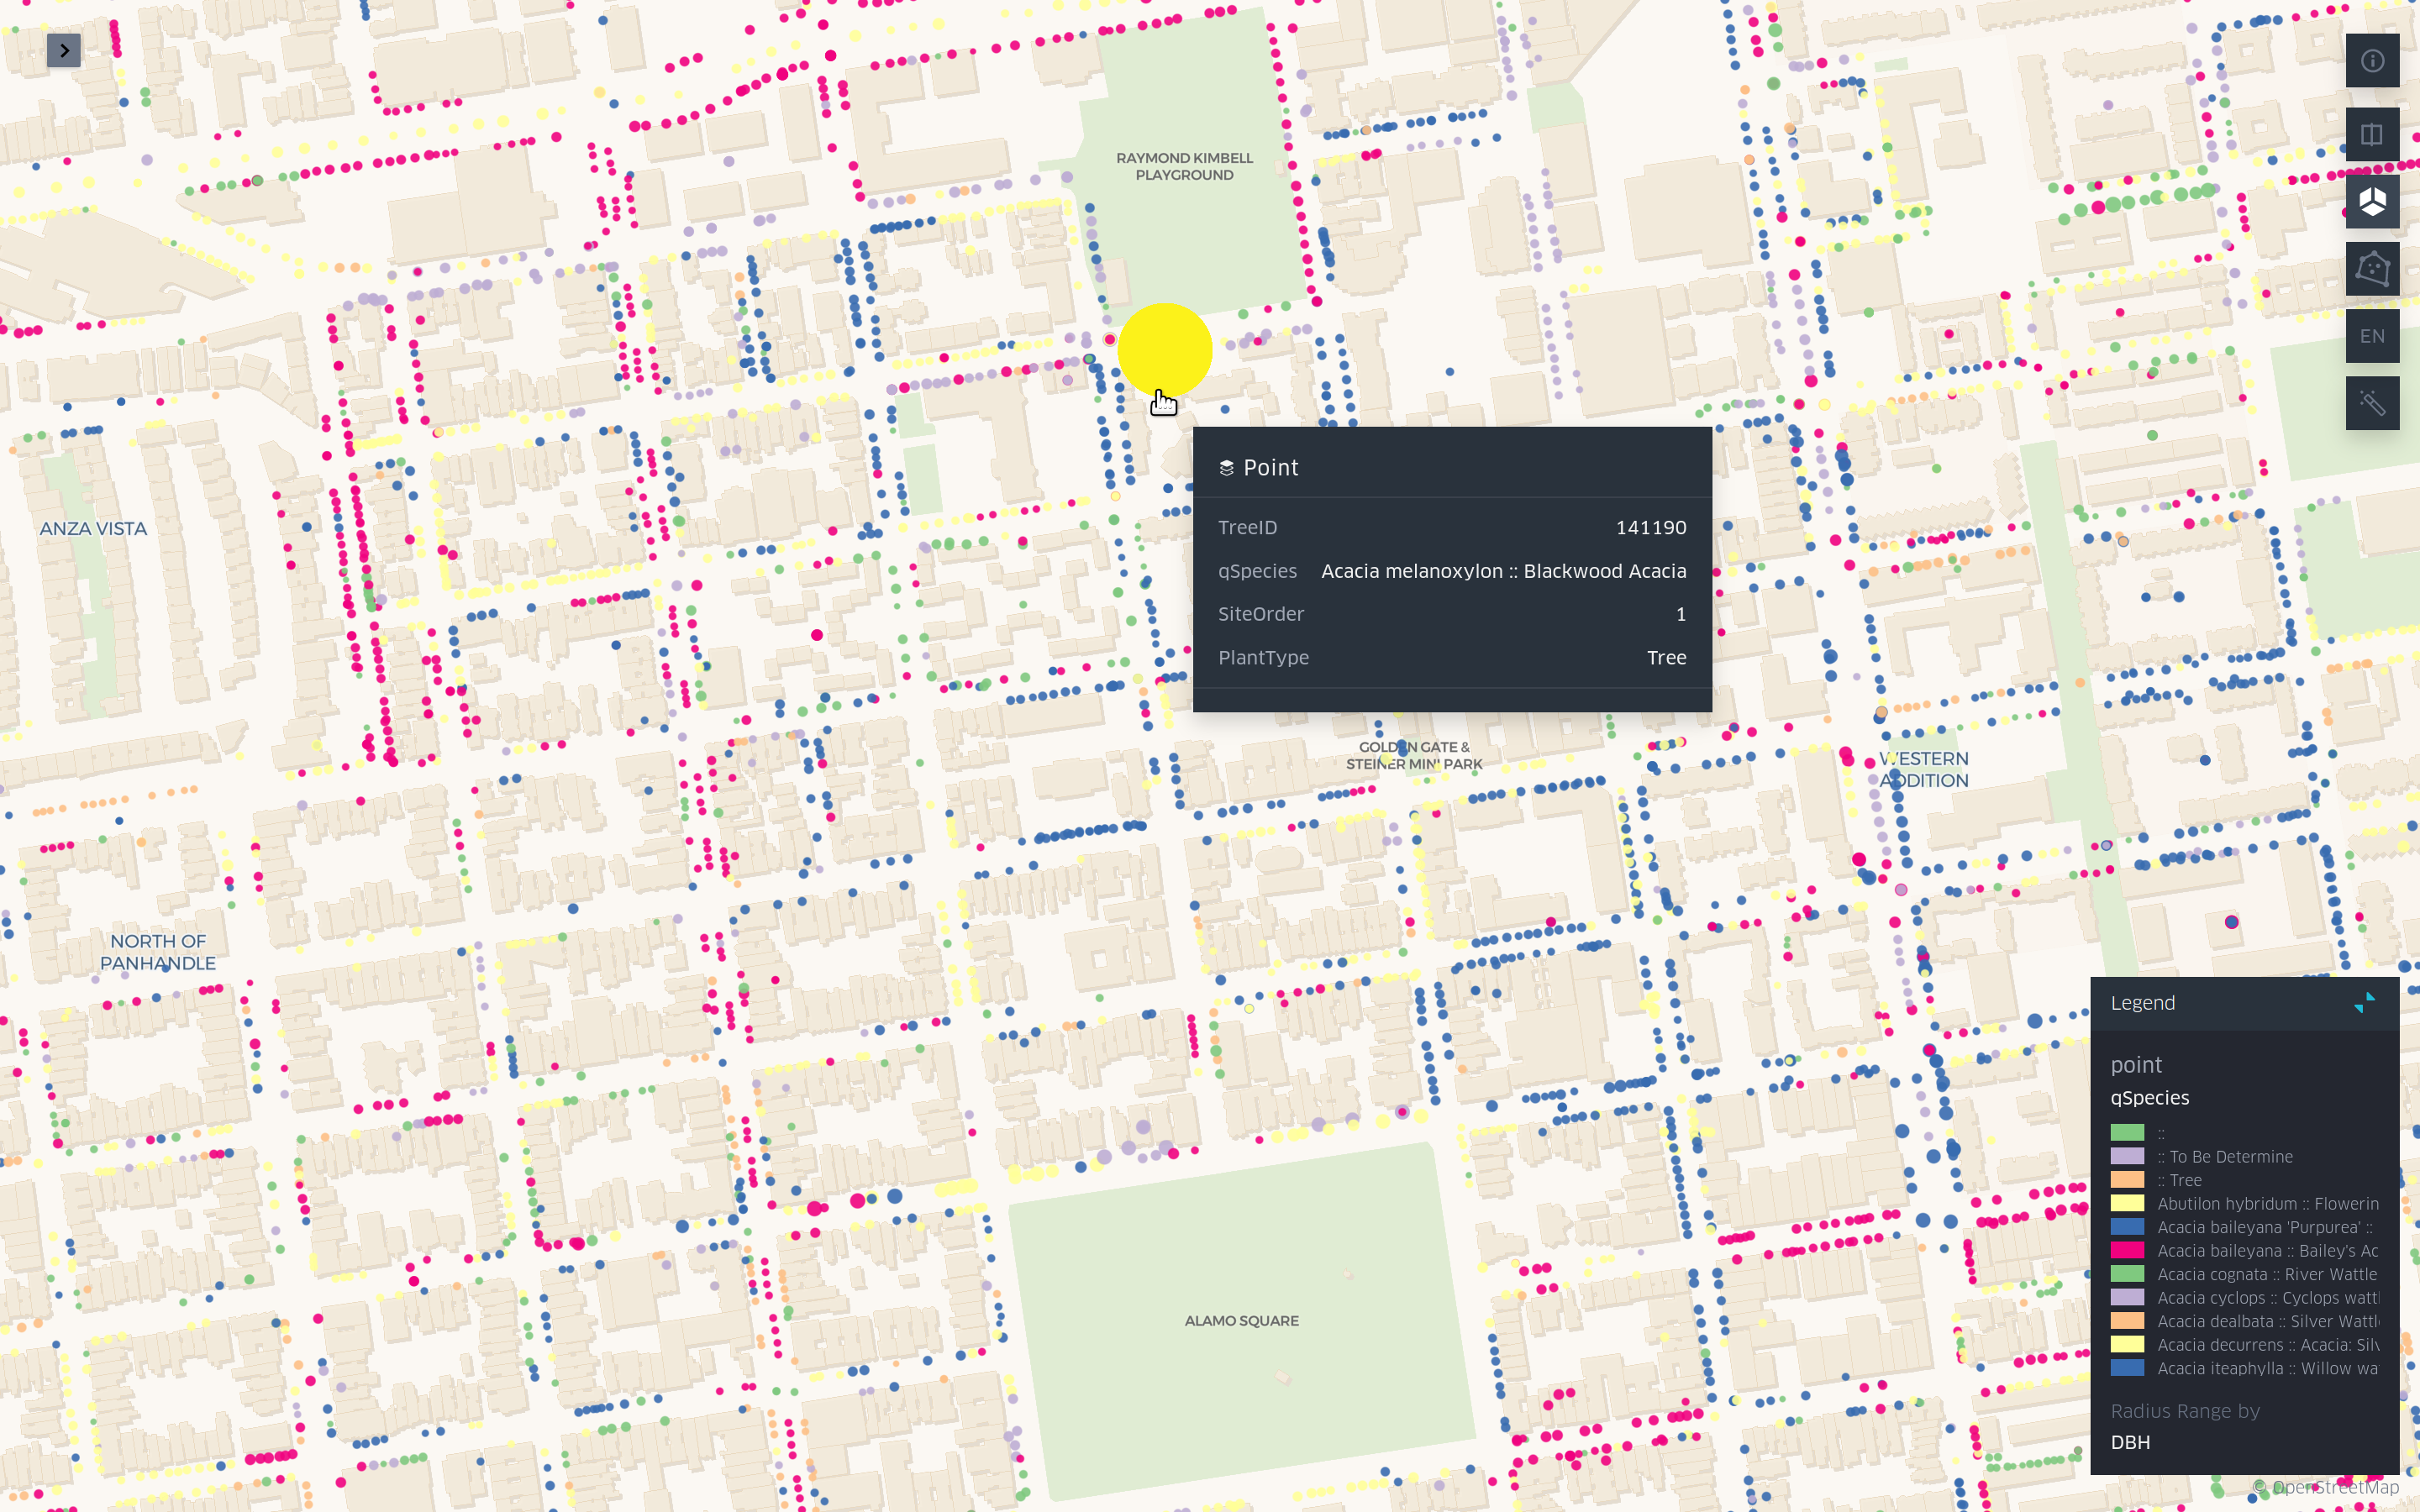 RAYMOND KIMBELL
PLAYGROUND
EN
ANZA VISTA
Point
TreeID 141190
qSpecies Acacia melanoxylon :: Blackwood Acacia
SiteOrder 1
PlantType Tree
GOLDEN GATE &
STEINER MINI PARK
WESTERN
ADDITION
NORTH OF
PANHANDLE
ALAMO SQUARE
Legend
point
qSpecies
::
:: To Be Determine
:: Tree
Abutilon hybridum :: Flowerin
Acacia baileyana 'Purpurea' ::
Acacia baileyana :: Bailey's Ac
Acacia cognata :: River Wattle
Acacia cyclops :: Cyclops wattl
Acacia dealbata :: Silver Wattl
Acacia decurrens :: Acacia: Silv
Acacia iteaphylla :: Willow wa
Radius Range by
DBH
© OpenStreetMap